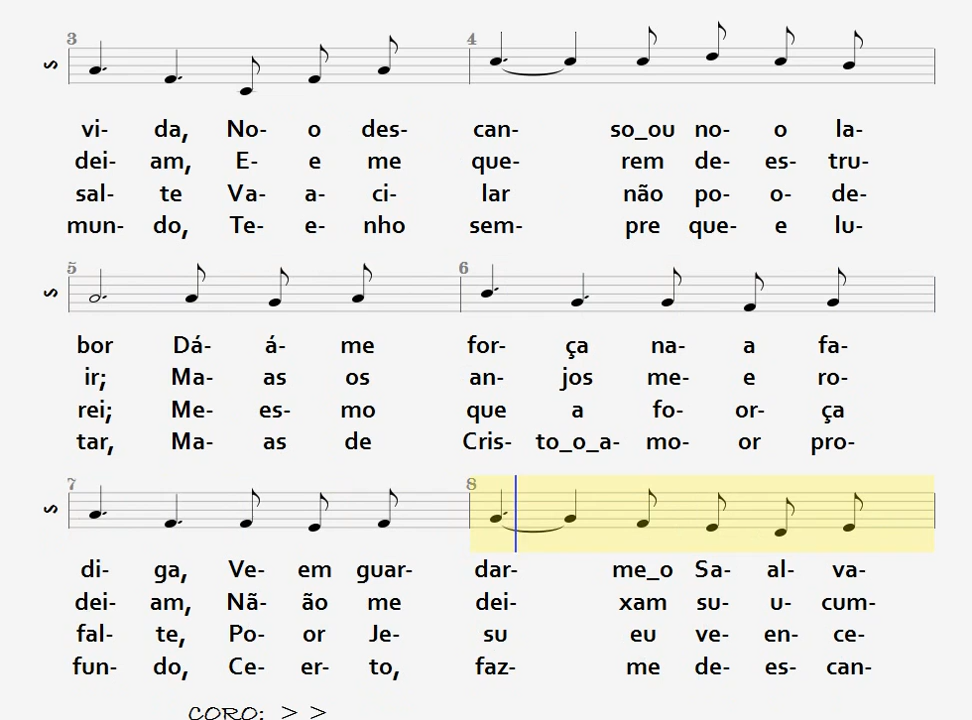 3 4
S
vi- da, No- o des- can- so_ou no- o la-
dei- am, E- e me que- rem de- es- tru-
sal- te Va- a- ci- lar não po- o- de-
mun- do, Te- e- nho sem- pre que- e lu-
5 6
S
bor Dá- á- me for- ça na- a fa-
ir; Ma- as os an- jos me- e ro-
rei; Me- es- mo que a fo- or- ça
tar, Ma- as de Cris- to_o_a- mo- or pro-
7 8
S
di- ga, Ve- em guar- dar- me_o Sa- al- va-
dei- am, Nã- ão me dei- xam su- u- cum-
fal- te, Po- or Je- su eu ve- en- ce-
fun- do, Ce- er- to, faz- me de- es- can-
CORO: > >